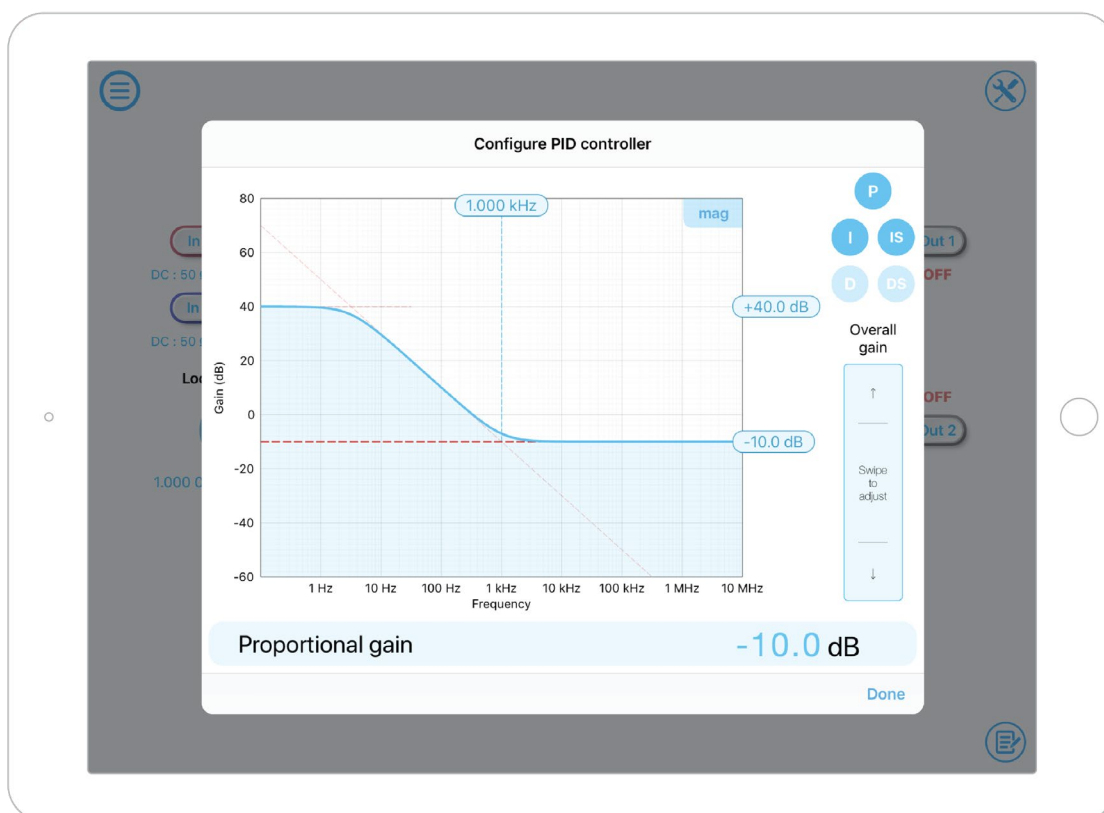 Configure PID controller
80
1.000 kHz
mag
P
60
I
IS
In
Out 1
DC : 50
OFF
D
DS
In
40
+40.0 dB
DC : 50
Overall
gain
20
Gain (dB)
OFF
0
Out 2
-10.0 dB
-20
Swipe
to
adjust
1.000
-40
-60
1 Hz
10 Hz
100 Hz
1 kHz
10 kHz
100 kHz
1 MHz
10 MHz
Frequency
Proportional gain
-10.0 dB
Done